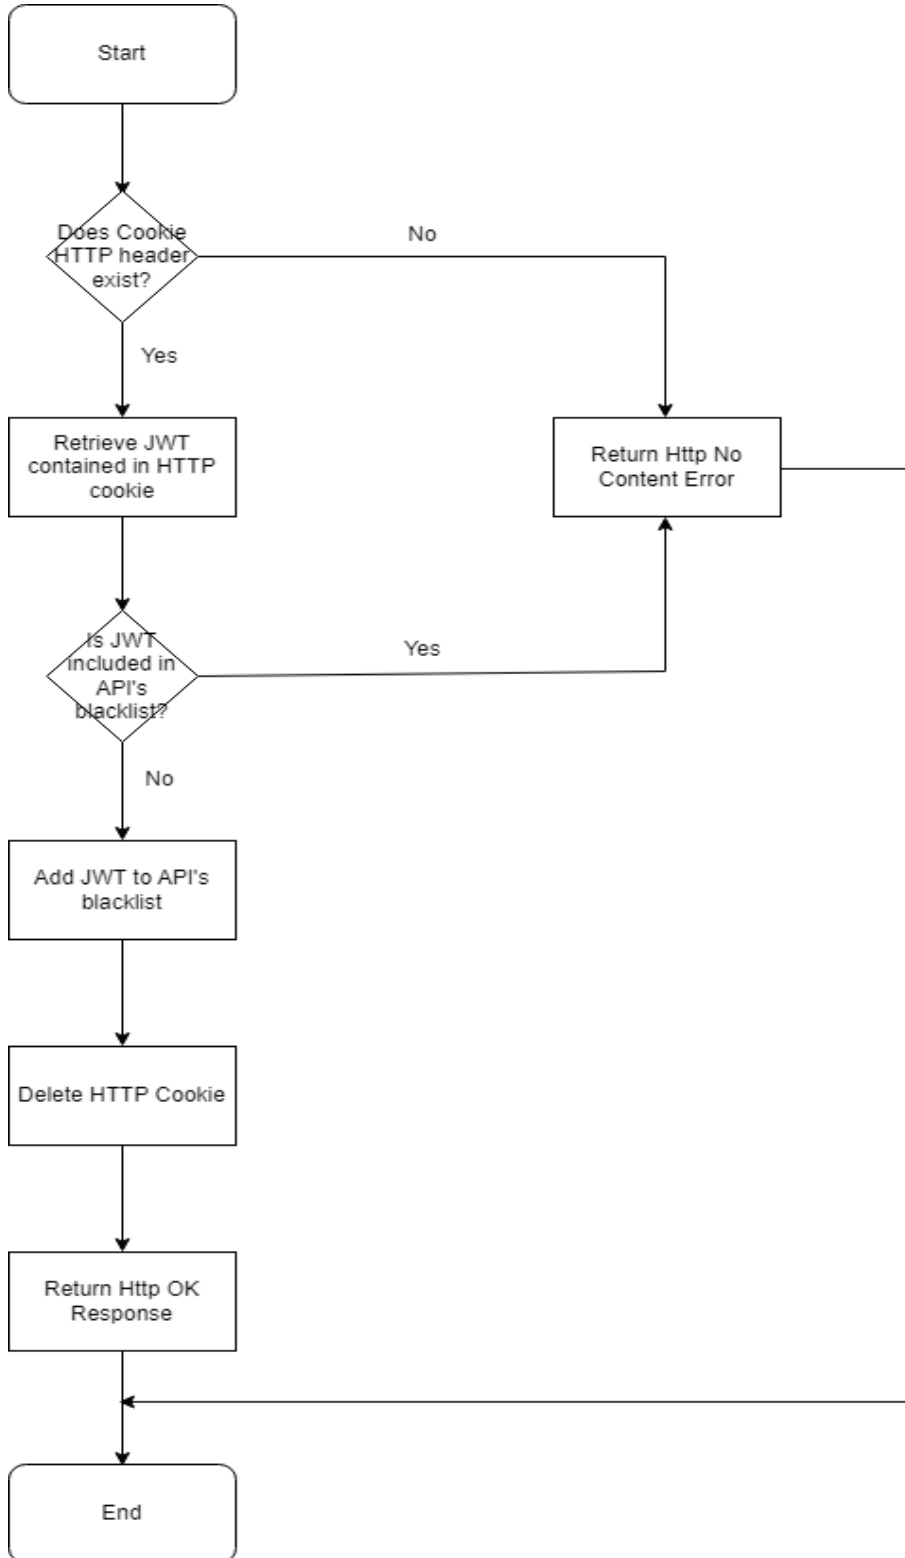 Start
Does Cookie
HTTP header
exist?
No
Yes
Retrieve JWT
contained in HTTP
cookie
Return Http No
Content Error
Is JWT
included in
API's
blacklist?
Yes
No
Add JWT to API's
blacklist
Delete HTTP Cookie
Return Http OK
Response
End